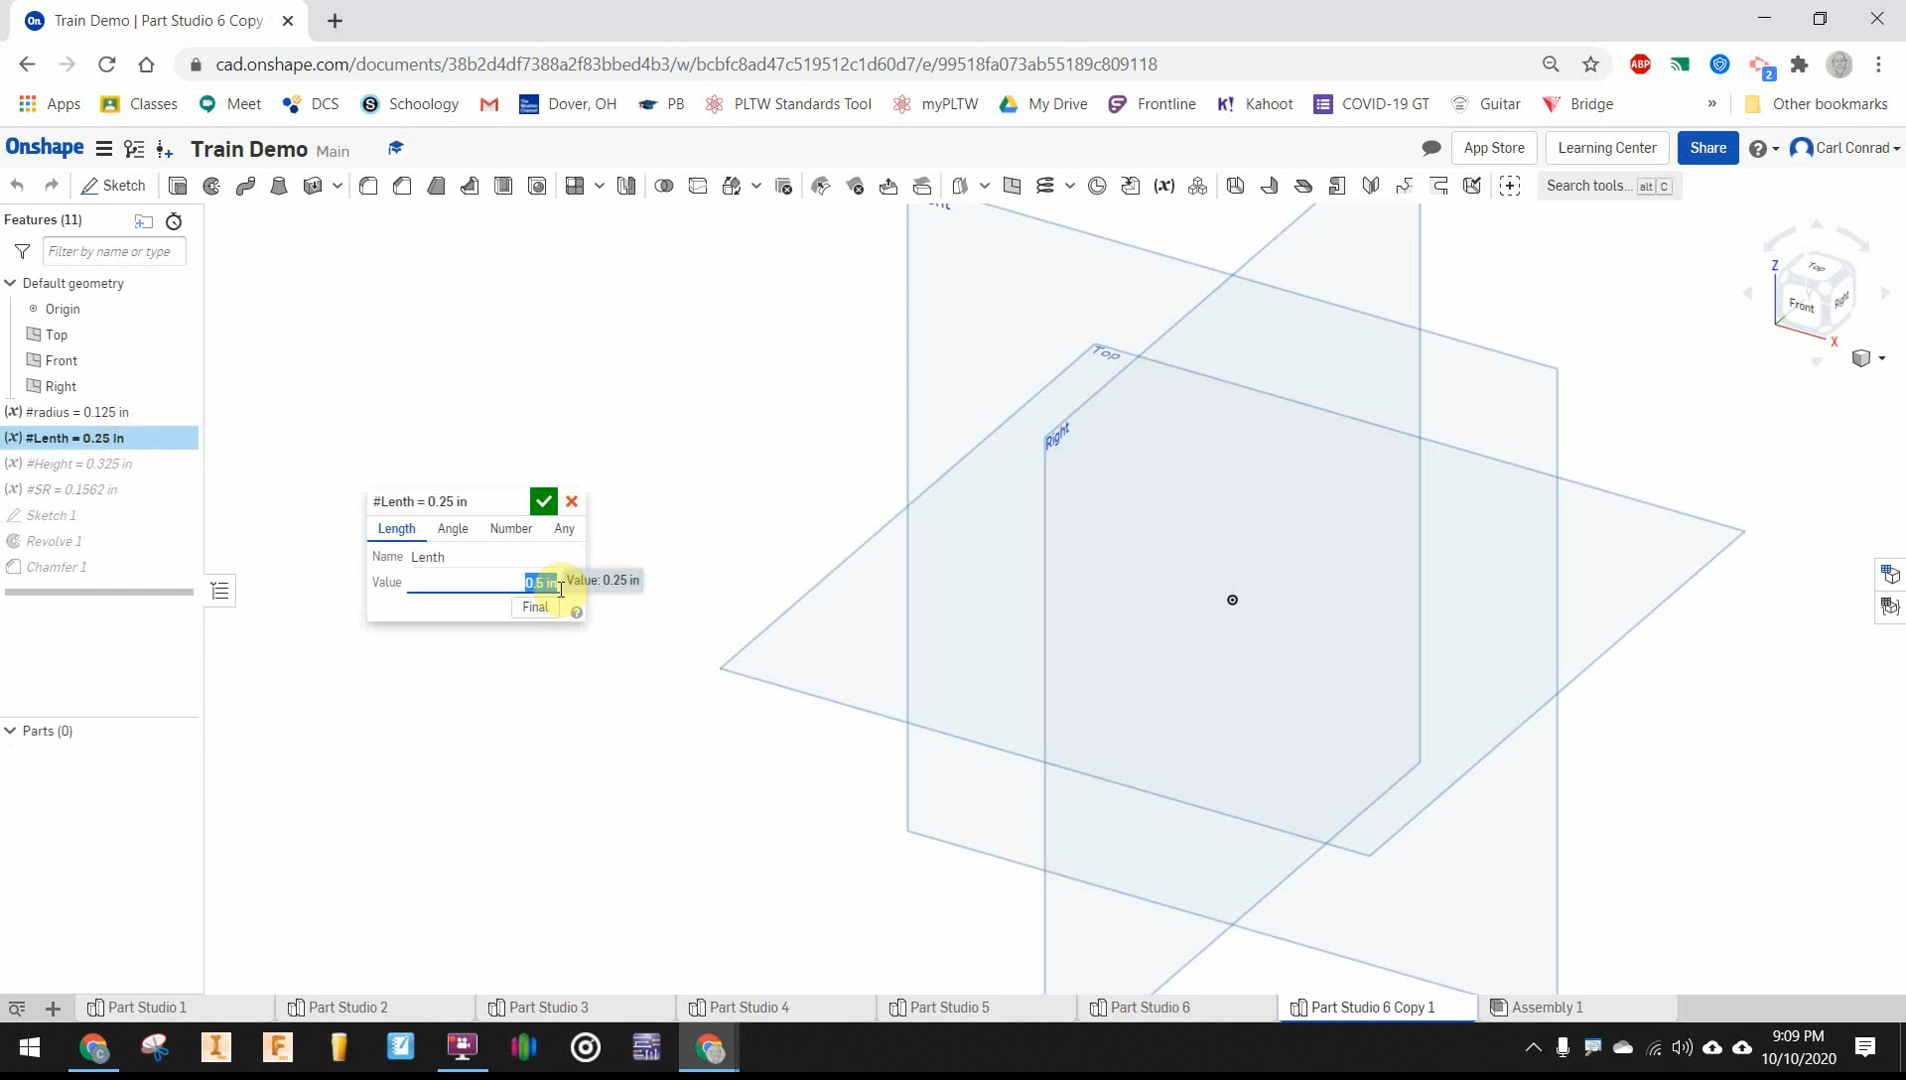 Train Demo | Part Studio 6 Copy
cad.onshape.com/documents/38b2d4df7388a2f83bbed4b3/w/bcbfc8ad47c519512c1d60d7/e/99518fa073ab55189c809118
ABP
2
Apps Classes Meet DCS Schoology Dover, OH PB PLTW Standards Tool myPLTW My Drive Frontline Kahoot COVID-19 GT Guitar Bridge » Other bookmarks
Onshape Train Demo Main App Store Learning Center Share Carl Conrad
Sketch Search tools... alt C
Features (11)
Filter by name or type
Default geometry
Origin
Top
Front
Right
(x) #radius = 0.125 in
(x) #Lenth = 0.25 in
(x) #Height = 0.325 in
(x) #SR = 0.1562 in
Sketch 1
Revolve 1
Chamfer 1
Parts (0)
#Lenth = 0.25 in
Length Angle Number Any
Name Lenth
Value 0.5 in
Value: 0.25 in
Final
Top
Right
Z
Top
Front
Right
Y
X
Part Studio 1 Part Studio 2 Part Studio 3 Part Studio 4 Part Studio 5 Part Studio 6 Part Studio 6 Copy 1 Assembly 1
9:09 PM
10/10/2020